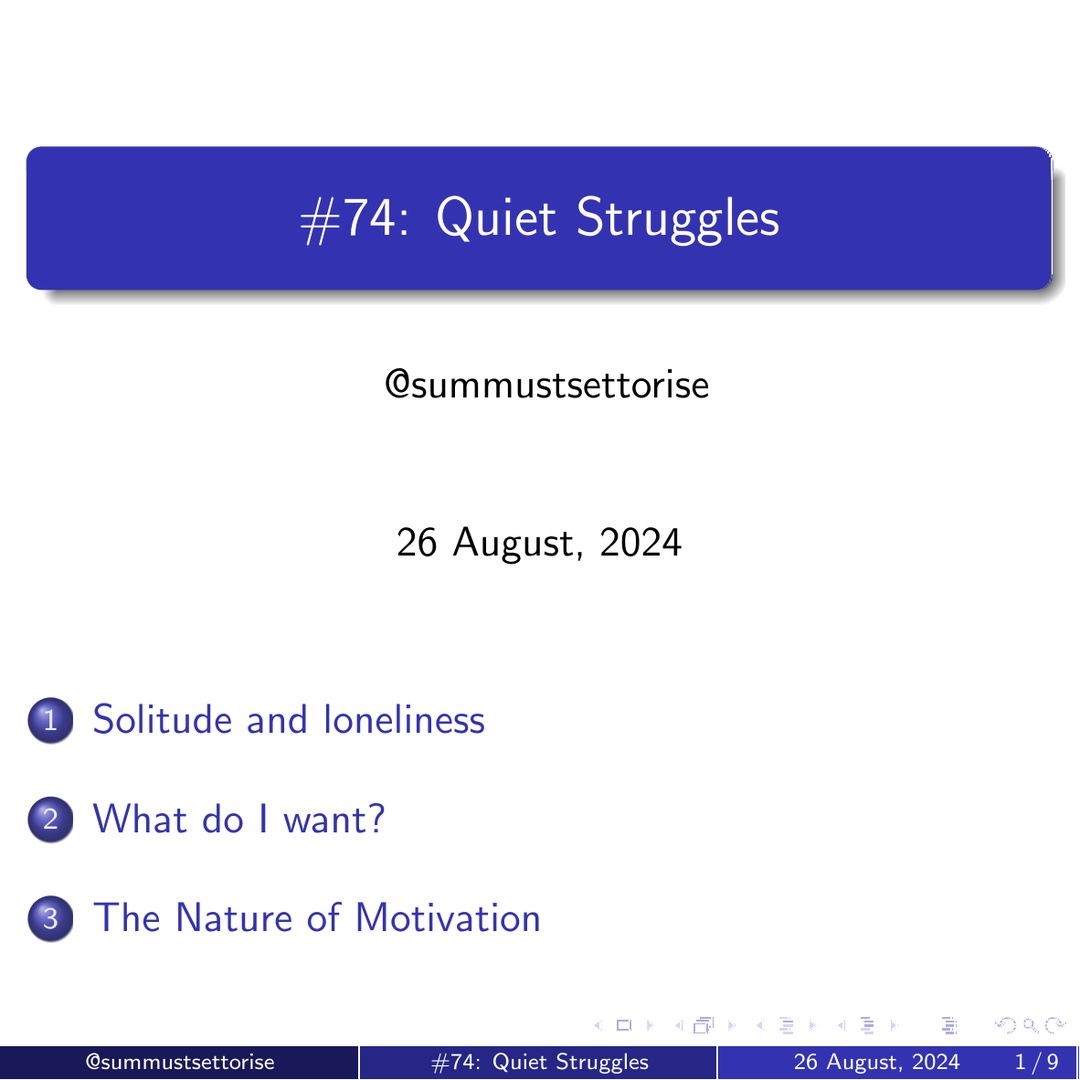 #74: Quiet Struggles
@summustsettorise
26 August, 2024
1 Solitude and loneliness
2 What do I want?
3 The Nature of Motivation
@summustsettorise #74: Quiet Struggles 26 August, 2024 1 / 9